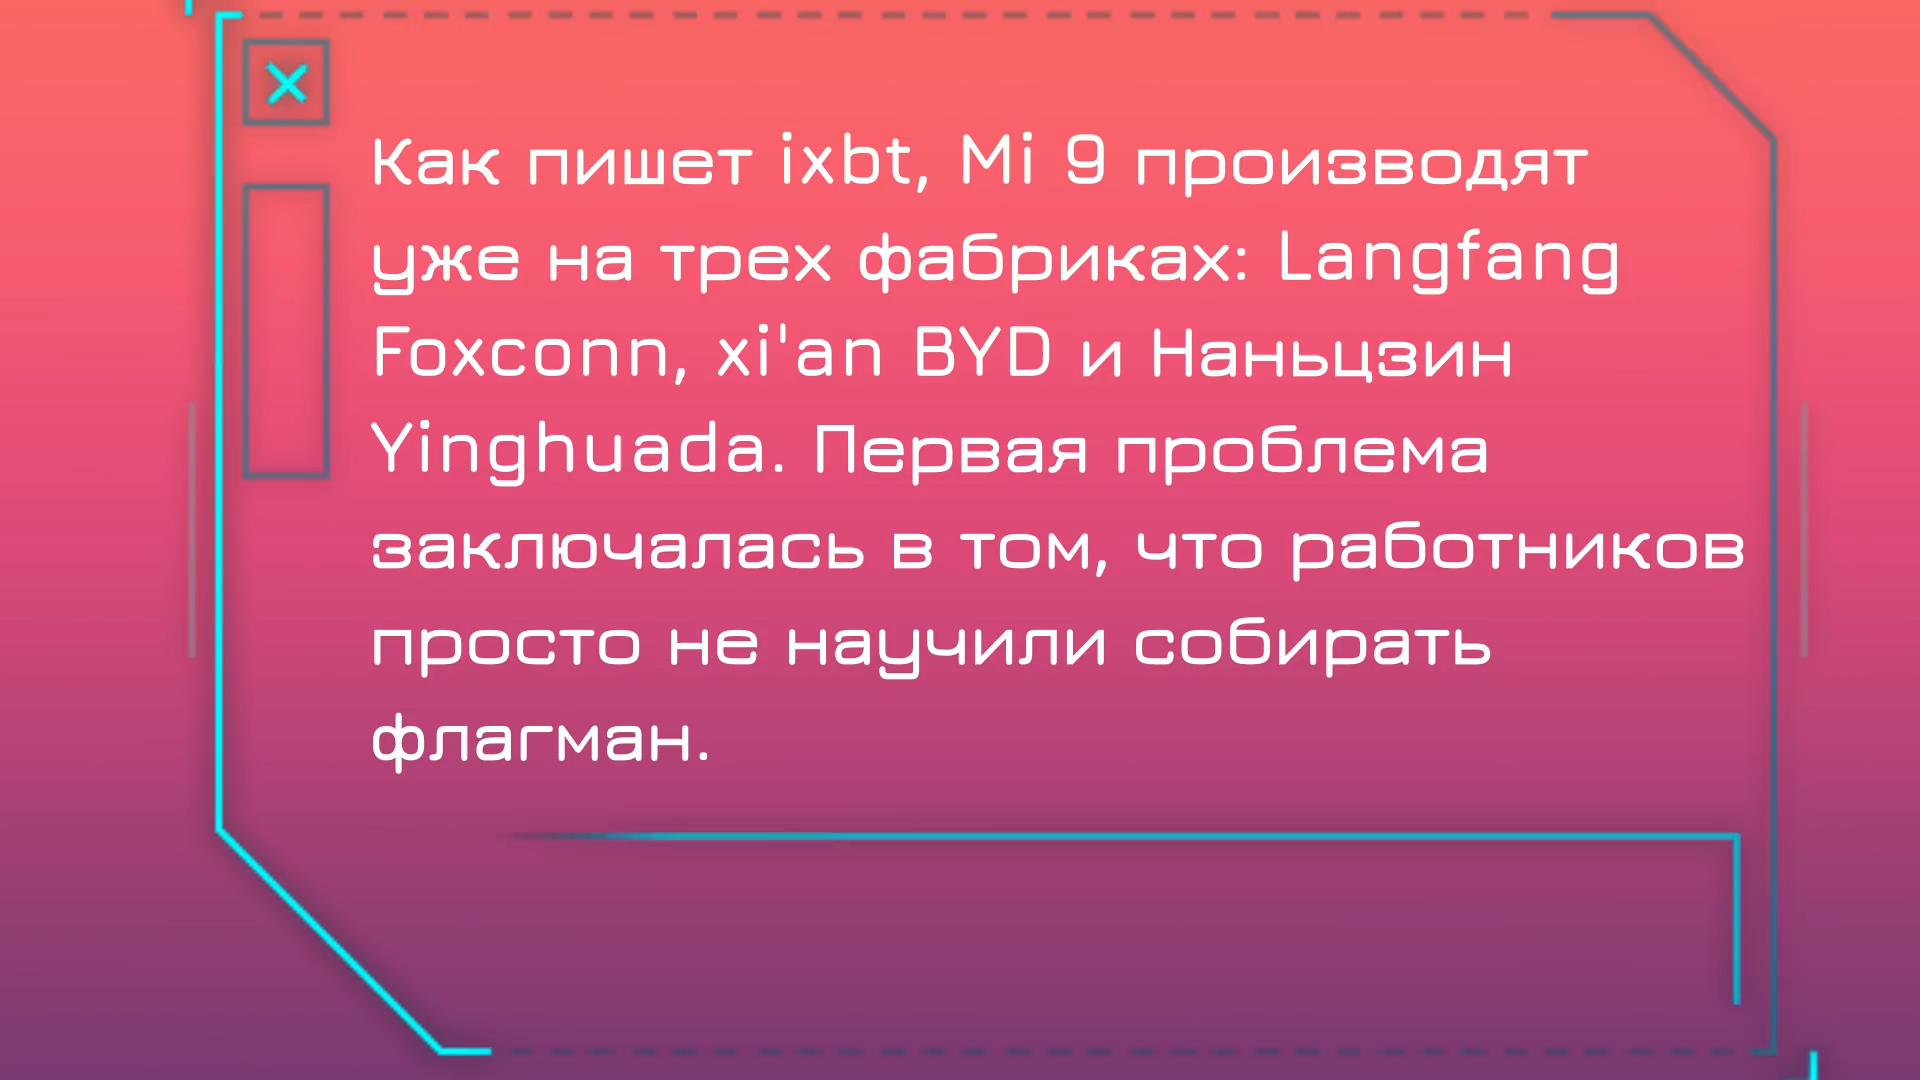 Как пишет ixbt, Mi 9 производят
уже на трех фабриках: Langfang
Foxconn, xi'an BYD и Наньцзин
Yinghuada. Первая проблема
заключалась в том, что работников
просто не научили собирать
флагман.